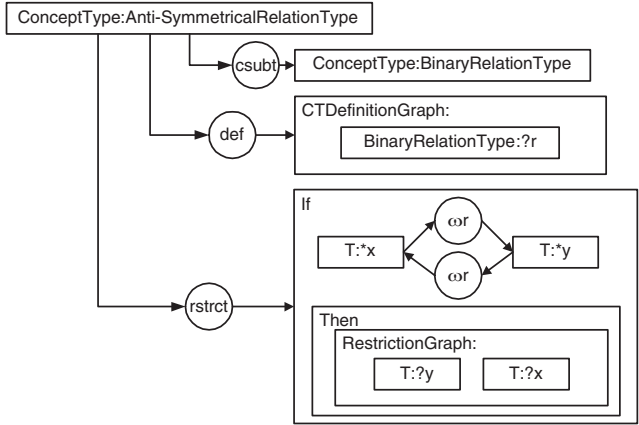 ConceptType:Anti-SymmetricalRelationType
csubt
ConceptType:BinaryRelationType
CTDefinitionGraph:
def
BinaryRelationType:?r
If
ωr
T:*x
T:*y
ωr
rstrct
Then
RestrictionGraph:
T:?y
T:?x